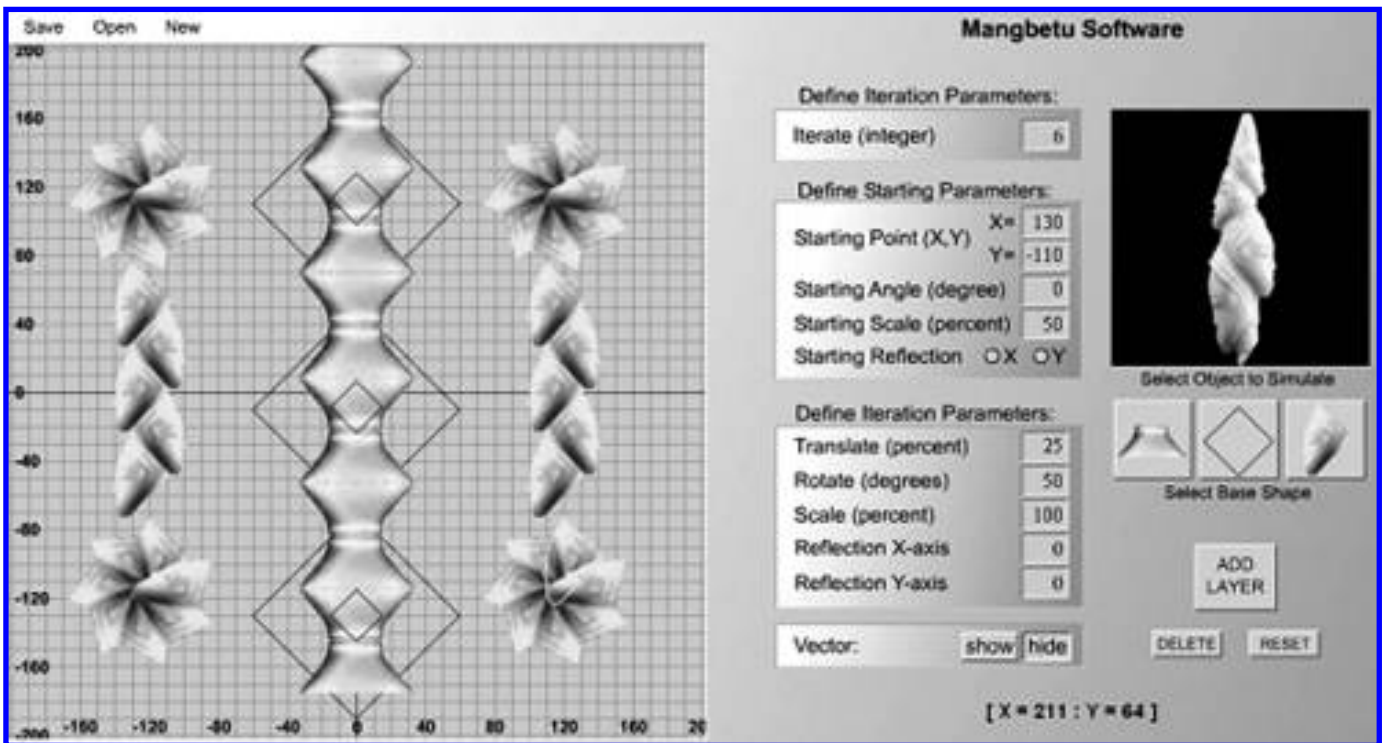 Save Open New
Mangbetu Software
200
160
120
80
40
0
-40
-80
-120
-160
-200
-160 -120 -80 -40 0 40 80 120 160 20
Define Iteration Parameters:
Iterate (integer) 6
Define Starting Parameters:
Starting Point (X,Y) X= 130
Y= -110
Starting Angle (degree) 0
Starting Scale (percent) 50
Starting Reflection X Y
Define Iteration Parameters:
Translate (percent) 25
Rotate (degrees) 50
Scale (percent) 100
Reflection X-axis 0
Reflection Y-axis 0
Vector: show hide
Select Object to Simulate
Select Base Shape
ADD
LAYER
DELETE RESET
[ X = 211 : Y = 64 ]